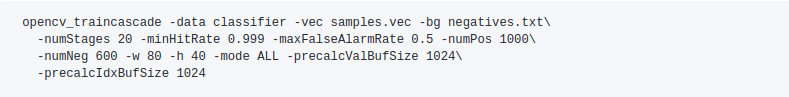 opencv_traincascade -data classifier -vec samples.vec -bg negatives.txt\
-numStages 20 -minHitRate 0.999 -maxFalseAlarmRate 0.5 -numPos 1000\
-numNeg 600 -w 80 -h 40 -mode ALL -precalcValBufSize 1024\
-precalcIdxBufSize 1024